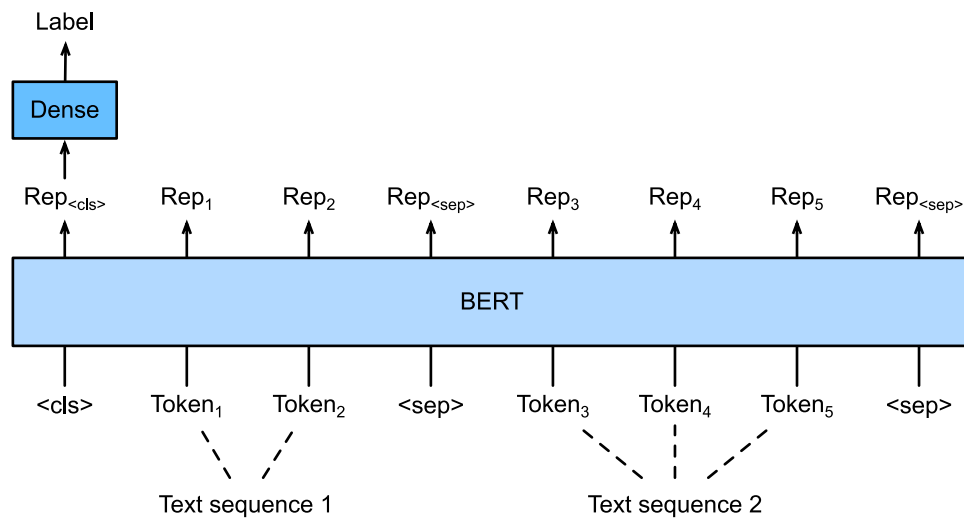 Label
Dense
Rep<cls> Rep1 Rep2 Rep<sep> Rep3 Rep4 Rep5 Rep<sep>
BERT
<cls> Token1 Token2 <sep> Token3 Token4 Token5 <sep>
Text sequence 1 Text sequence 2